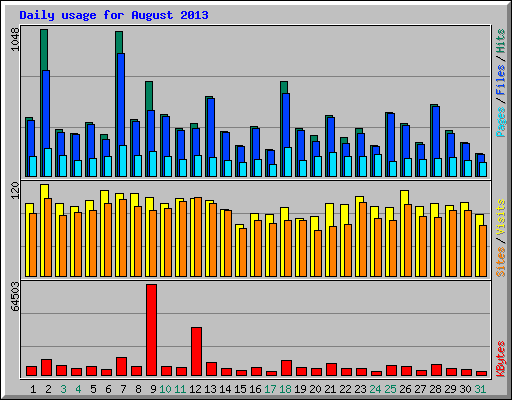 Daily usage for August 2013
1048
Pages / Files / Hits
120
Sites / Visits
64503
KBytes
1 2 3 4 5 6 7 8 9 10 11 12 13 14 15 16 17 18 19 20 21 22 23 24 25 26 27 28 29 30 31